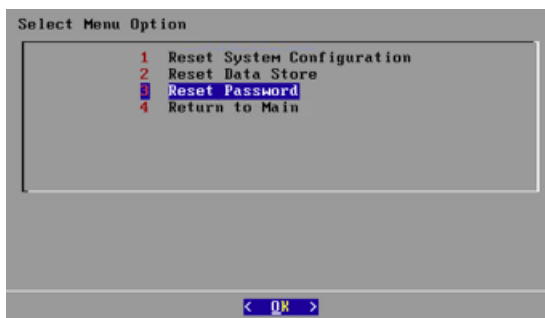 Select Menu Option
1 Reset System Configuration
2 Reset Data Store
3 Reset Password
4 Return to Main
< OK >